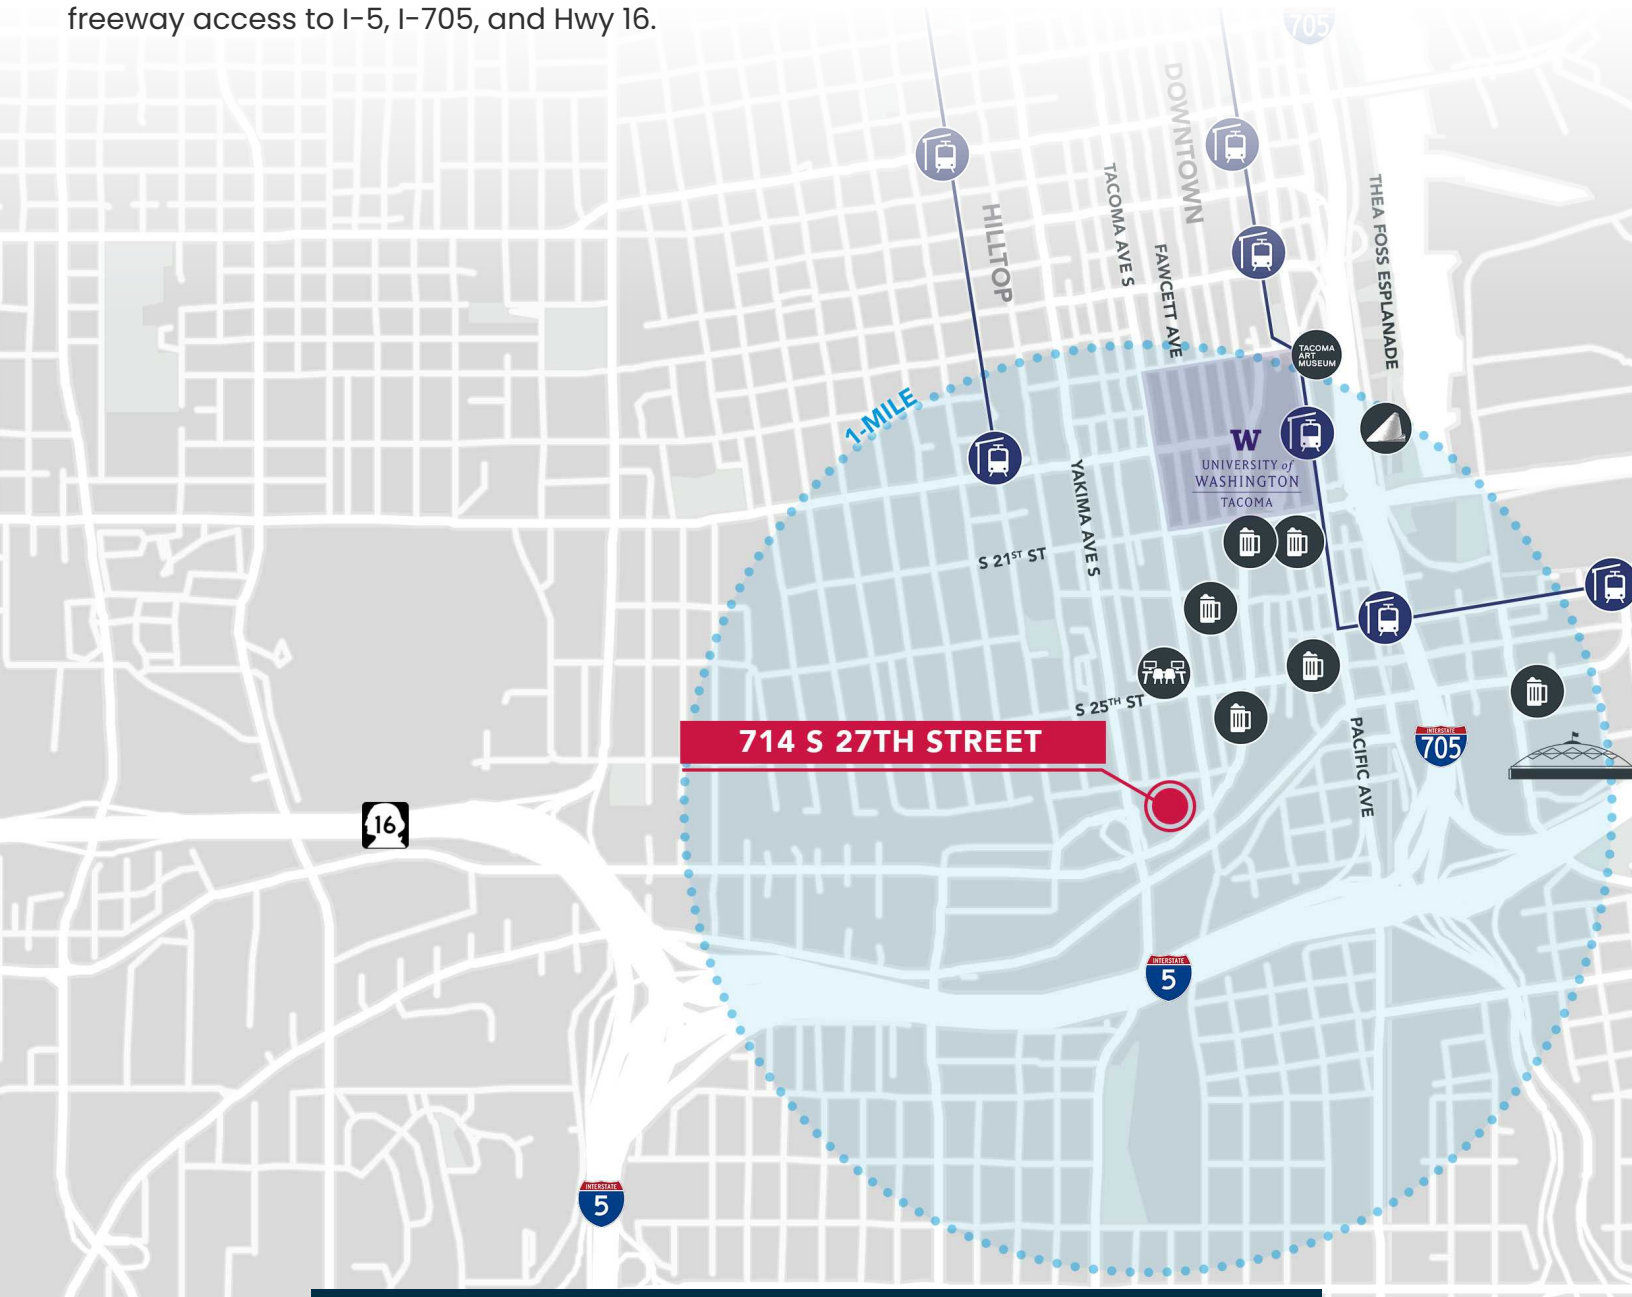 freeway access to I-5, I-705, and Hwy 16.
705
DOWNTOWN
TACOMA AVE S
THEA FOSS ESPLANADE
HILLTOP
FAWCETT AVE
TACOMA
ART
MUSEUM
1-MILE
W
UNIVERSITY of
WASHINGTON
TACOMA
YAKIMA AVE S
S 21ST ST
S 25TH ST
714 S 27TH STREET
PACIFIC AVE
INTERSTATE
705
16
INTERSTATE
5
INTERSTATE
5